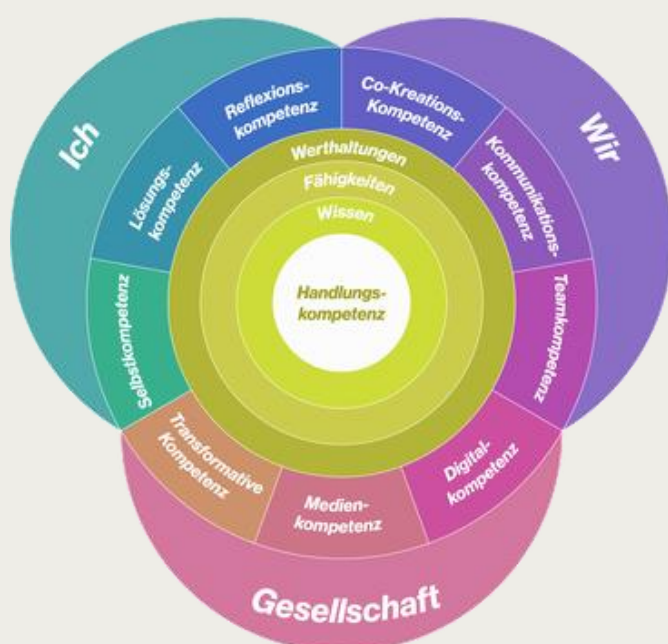 Ich
Wir
Gesellschaft
Reflexions-
kompetenz
Co-Kreations-
Kompetenz
Kommunikations-
kompetenz
Teamkompetenz
Digital-
kompetenz
Medien-
kompetenz
Transformative
Kompetenz
Selbstkompetenz
Lösungs-
kompetenz
Werthaltungen
Fähigkeiten
Wissen
Handlungs-
kompetenz